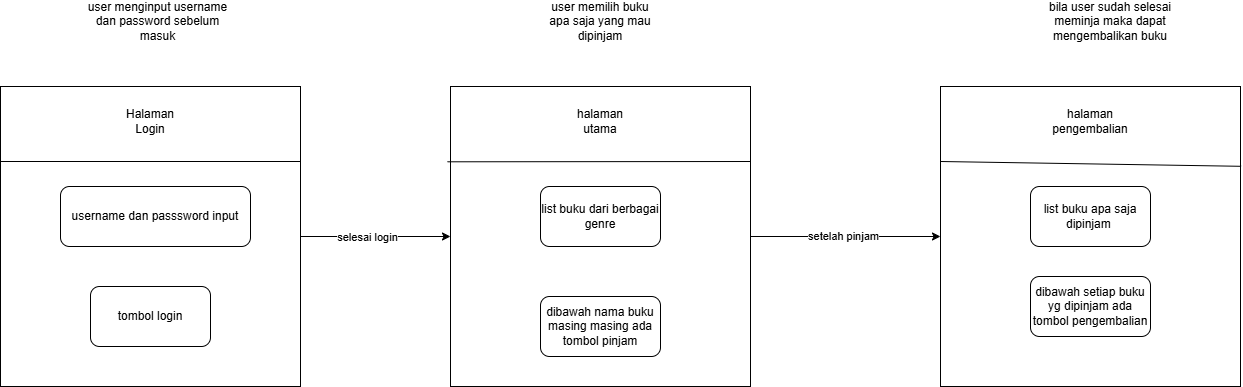 user menginput username
dan password sebelum
masuk
user memilih buku
apa saja yang mau
dipinjam
bila user sudah selesai
meminja maka dapat
mengembalikan buku
Halaman
Login
username dan passsword input
tombol login
selesai login
halaman
utama
list buku dari berbagai
genre
dibawah nama buku
masing masing ada
tombol pinjam
setelah pinjam
halaman
pengembalian
list buku apa saja
dipinjam
dibawah setiap buku
yg dipinjam ada
tombol pengembalian